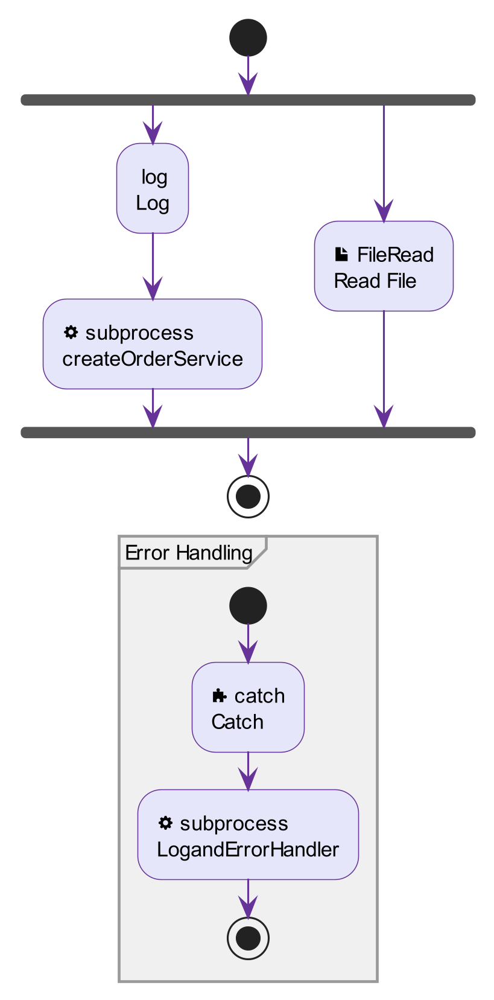 log
Log
FileRead
Read File
subprocess
createOrderService
Error Handling
catch
Catch
subprocess
LogandErrorHandler